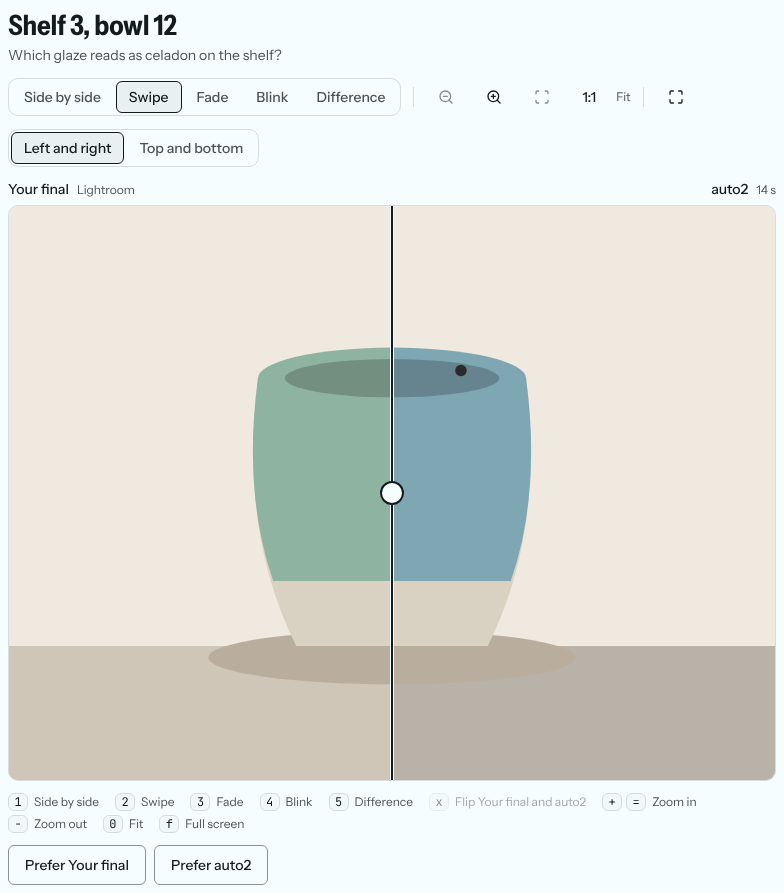 Shelf 3, bowl 12
Which glaze reads as celadon on the shelf?
Side by side Swipe Fade Blink Difference 1:1 Fit
Left and right Top and bottom
Your final Lightroom auto2 14 s
1 Side by side 2 Swipe 3 Fade 4 Blink 5 Difference x Flip Your final and auto2 + = Zoom in
- Zoom out 0 Fit f Full screen
Prefer Your final Prefer auto2